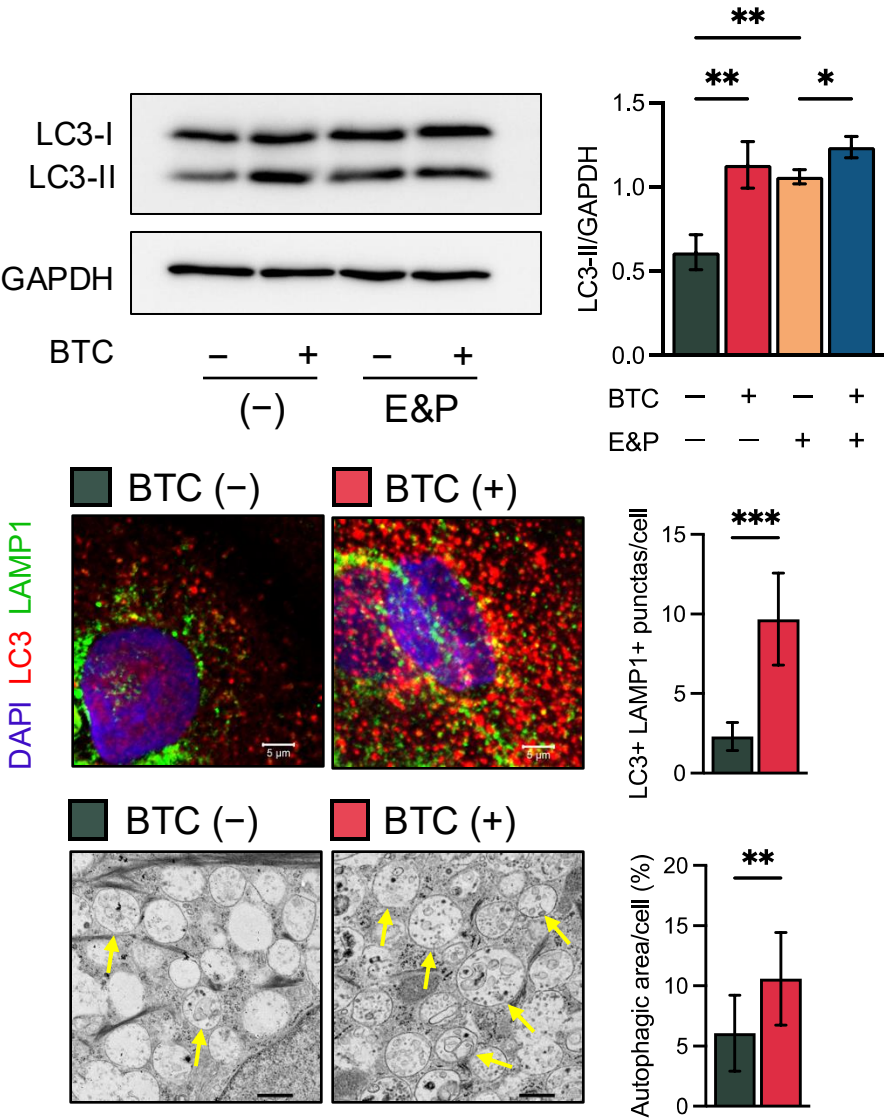 LC3-I
LC3-II
GAPDH
BTC − + − +
(−) E&P
** 
** *
LC3-II/GAPDH
1.5
1.0
0.5
0.0
BTC − + − +
E&P − − + +
DAPI LC3 LAMP1
BTC (−) BTC (+)
5 μm 5 μm
***
LC3+ LAMP1+ punctas/cell
15
10
5
0
BTC (−) BTC (+)
**
Autophagic area/cell (%)
20
15
10
5
0